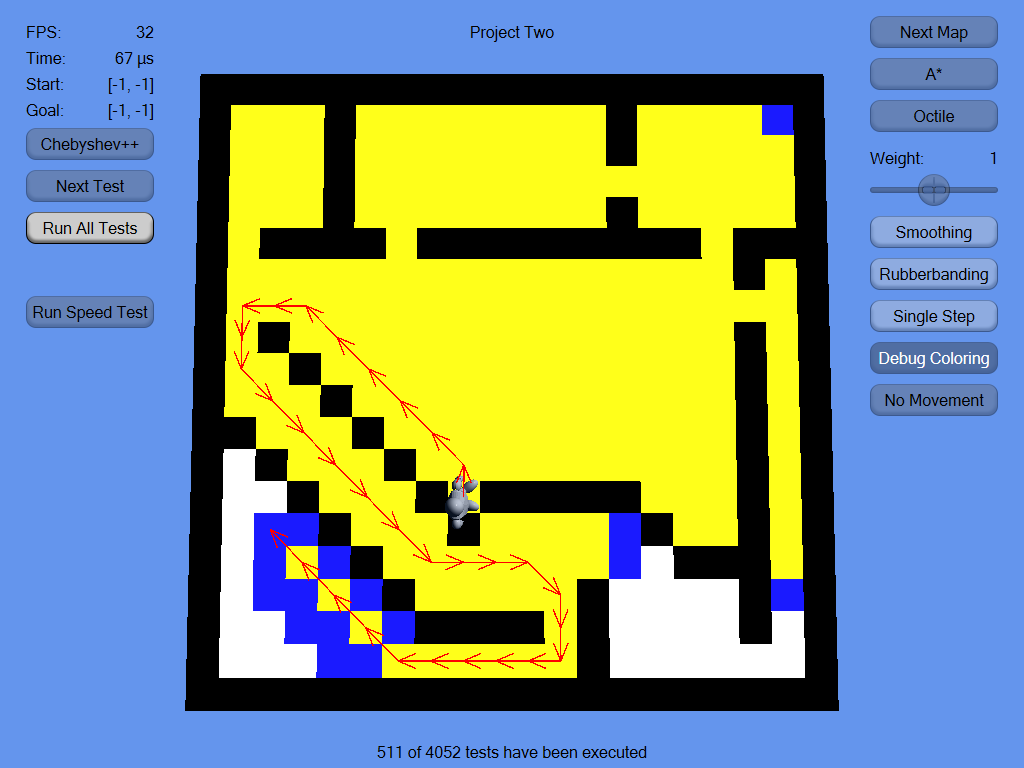 FPS: 32
Time: 67 µs
Start: [-1, -1]
Goal: [-1, -1]
Chebyshev++
Next Test
Run All Tests
Run Speed Test
Project Two
Next Map
A*
Octile
Weight: 1
Smoothing
Rubberbanding
Single Step
Debug Coloring
No Movement
511 of 4052 tests have been executed